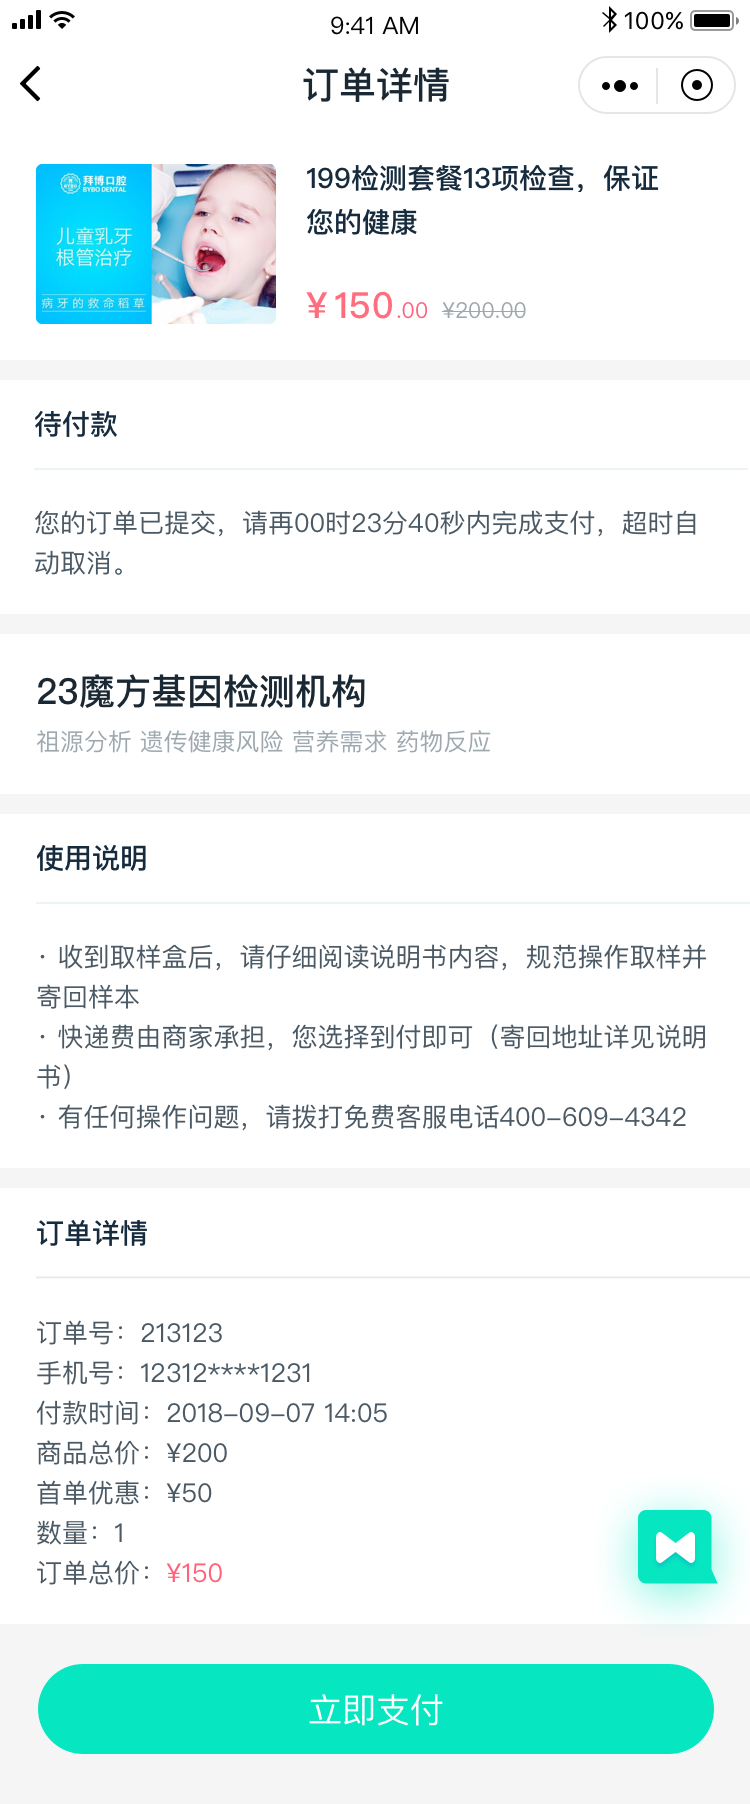 9:41 AM
100%
订单详情
拜博口腔
BYBO DENTAL
儿童乳牙
根管治疗
病牙的救命稻草
199检测套餐13项检查，保证
您的健康
¥150.00 ¥200.00
待付款
您的订单已提交，请再00时23分40秒内完成支付，超时自
动取消。
23魔方基因检测机构
祖源分析 遗传健康风险 营养需求 药物反应
使用说明
· 收到取样盒后，请仔细阅读说明书内容，规范操作取样并
寄回样本
· 快递费由商家承担，您选择到付即可（寄回地址详见说明
书）
· 有任何操作问题，请拨打免费客服电话400-609-4342
订单详情
订单号：213123
手机号：12312****1231
付款时间：2018-09-07 14:05
商品总价：¥200
首单优惠：¥50
数量：1
订单总价：¥150
立即支付